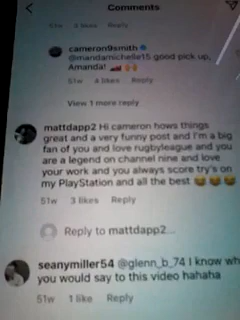 Comments
57w 2 likes Reply
cameron9smith
@mandamichelle15 good pick up,
Amanda! 🏉 🙌
51w 4 likes Reply
View 1 more reply
mattdapp2 Hi cameron hows things
great and a very funny post and I'm a big
fan of you and love rugbyleague and you
are a legend on channel nine and love
your work and you always score try's on
my PlayStation and all the best 😂😂😂
51w 3 likes Reply
Reply to mattdapp2...
seanymiller54 @glenn_b_74 I know wh
you would say to this video hahaha
51w 1 like Reply